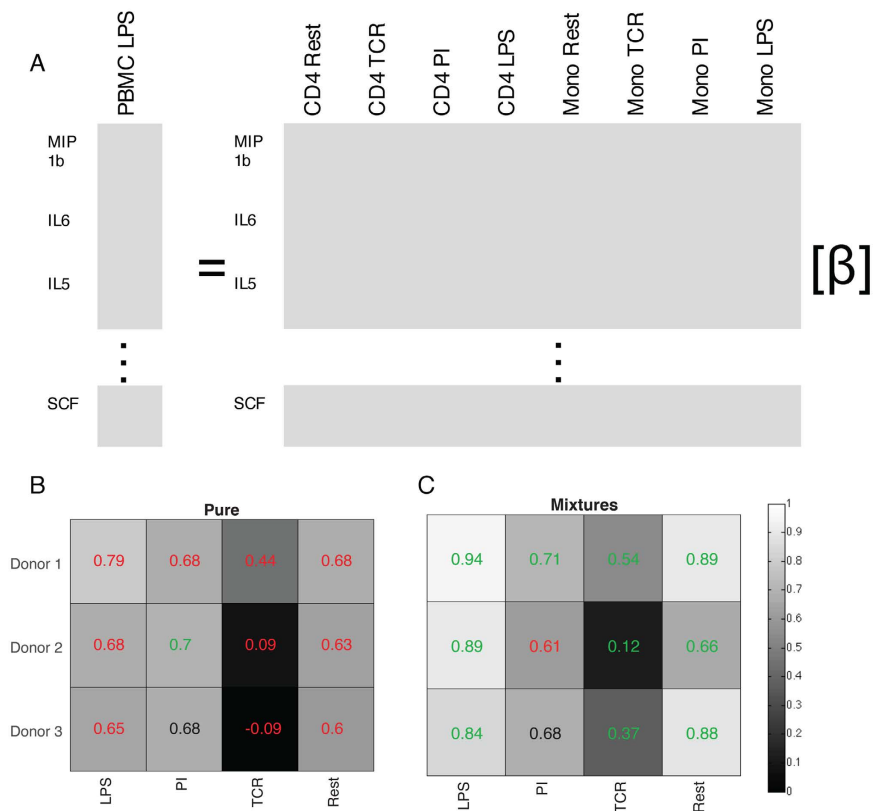 A
PBMC LPS
CD4 Rest
CD4 TCR
CD4 PI
CD4 LPS
Mono Rest
Mono TCR
Mono PI
Mono LPS
MIP
1b
IL6
IL5
SCF
=
MIP
1b
IL6
IL5
SCF
[β]
B
Pure
Donor 1
0.79 0.68 0.44 0.68
Donor 2
0.68 0.7 0.09 0.63
Donor 3
0.65 0.68 -0.09 0.6
LPS PI TCR Rest
C
Mixtures
0.94 0.71 0.54 0.89
0.89 0.61 0.12 0.66
0.84 0.68 0.37 0.88
LPS PI TCR Rest
1
0.9
0.8
0.7
0.6
0.5
0.4
0.3
0.2
0.1
0